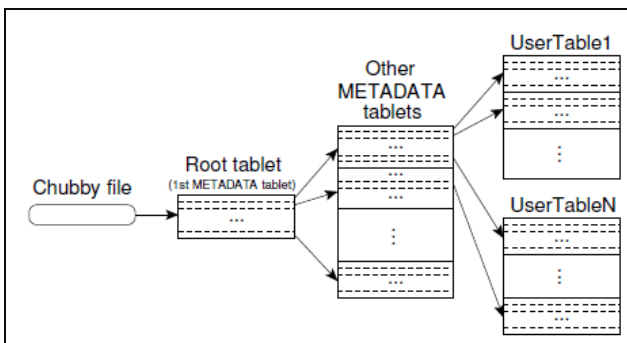 Chubby file
Root tablet
(1st METADATA tablet)
...
Other
METADATA
tablets
...
...
...
⋮
...
UserTable1
...
...
⋮
UserTableN
...
⋮
...